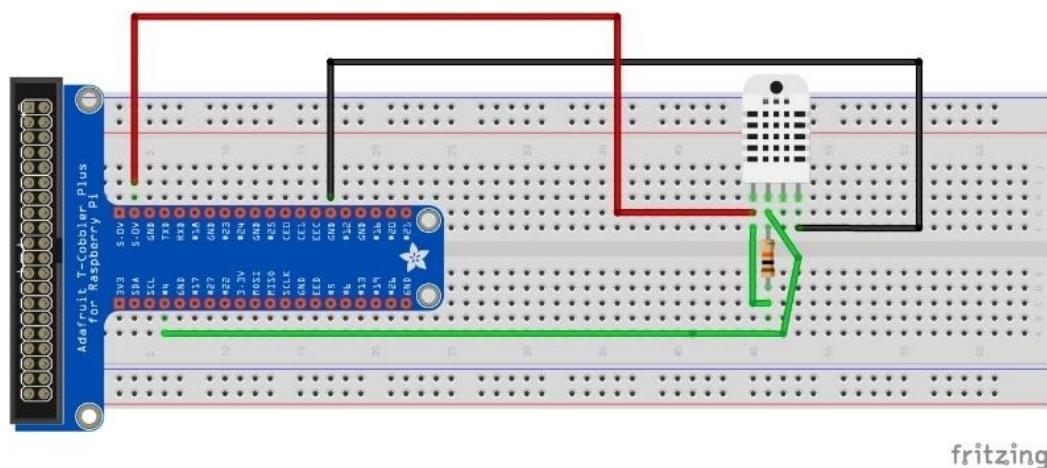 Adafruit T-Cobbler Plus
for Raspberry Pi
5.0V 5.0V GND TXD RXD #18 GND #23 #24 GND #25 CE0 CE1 EEC GND #12 GND #16 #20 #21
3V3 SDA SCL #4 GND #17 #27 #22 3.3V MOSI MISO SCLK GND EED #5 #6 #13 #19 #26 GND
fritzing